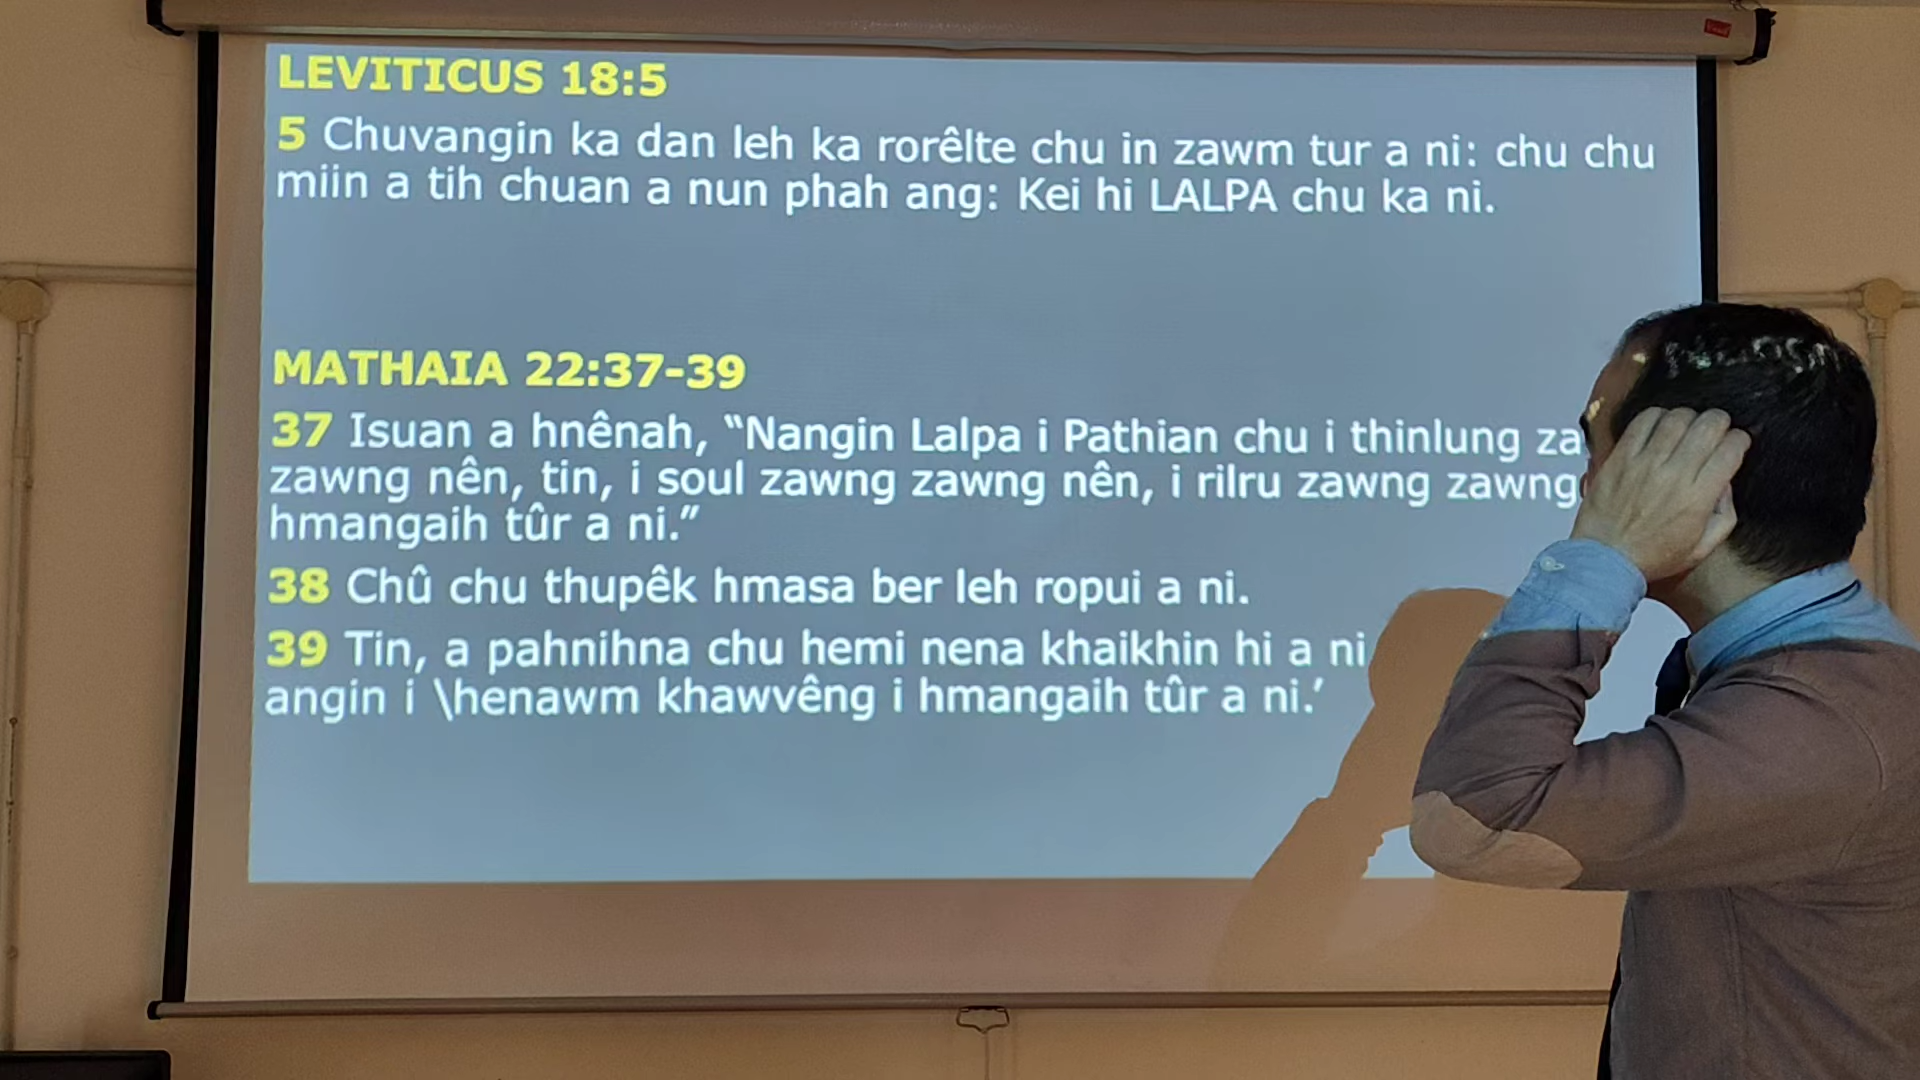 LEVITICUS 18:5
5 Chuvangin ka dan leh ka rorêlte chu in zawm tur a ni: chu chu
miin a tih chuan a nun phah ang: Kei hi LALPA chu ka ni.
MATHAIA 22:37-39
37 Isuan a hnênah, “Nangin Lalpa i Pathian chu i thinlung
zawng nên, tin, i soul zawng zawng nên, i rilru zawng zawng
hmangaih tûr a ni.”
38 Chû chu thupêk hmasa ber leh ropui a ni.
39 Tin, a pahnihna chu hemi nena khaikhin hi a ni
angin i \henawm khawvêng i hmangaih tûr a ni.’